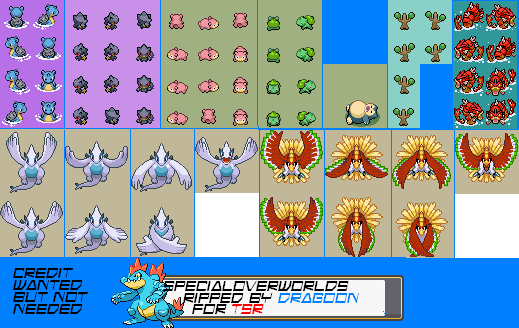 CREDIT
WANTED
BUT NOT
NEEDED
SPECIALOVERWORLDS
RIPPED BY DRAGOON
FOR TSR